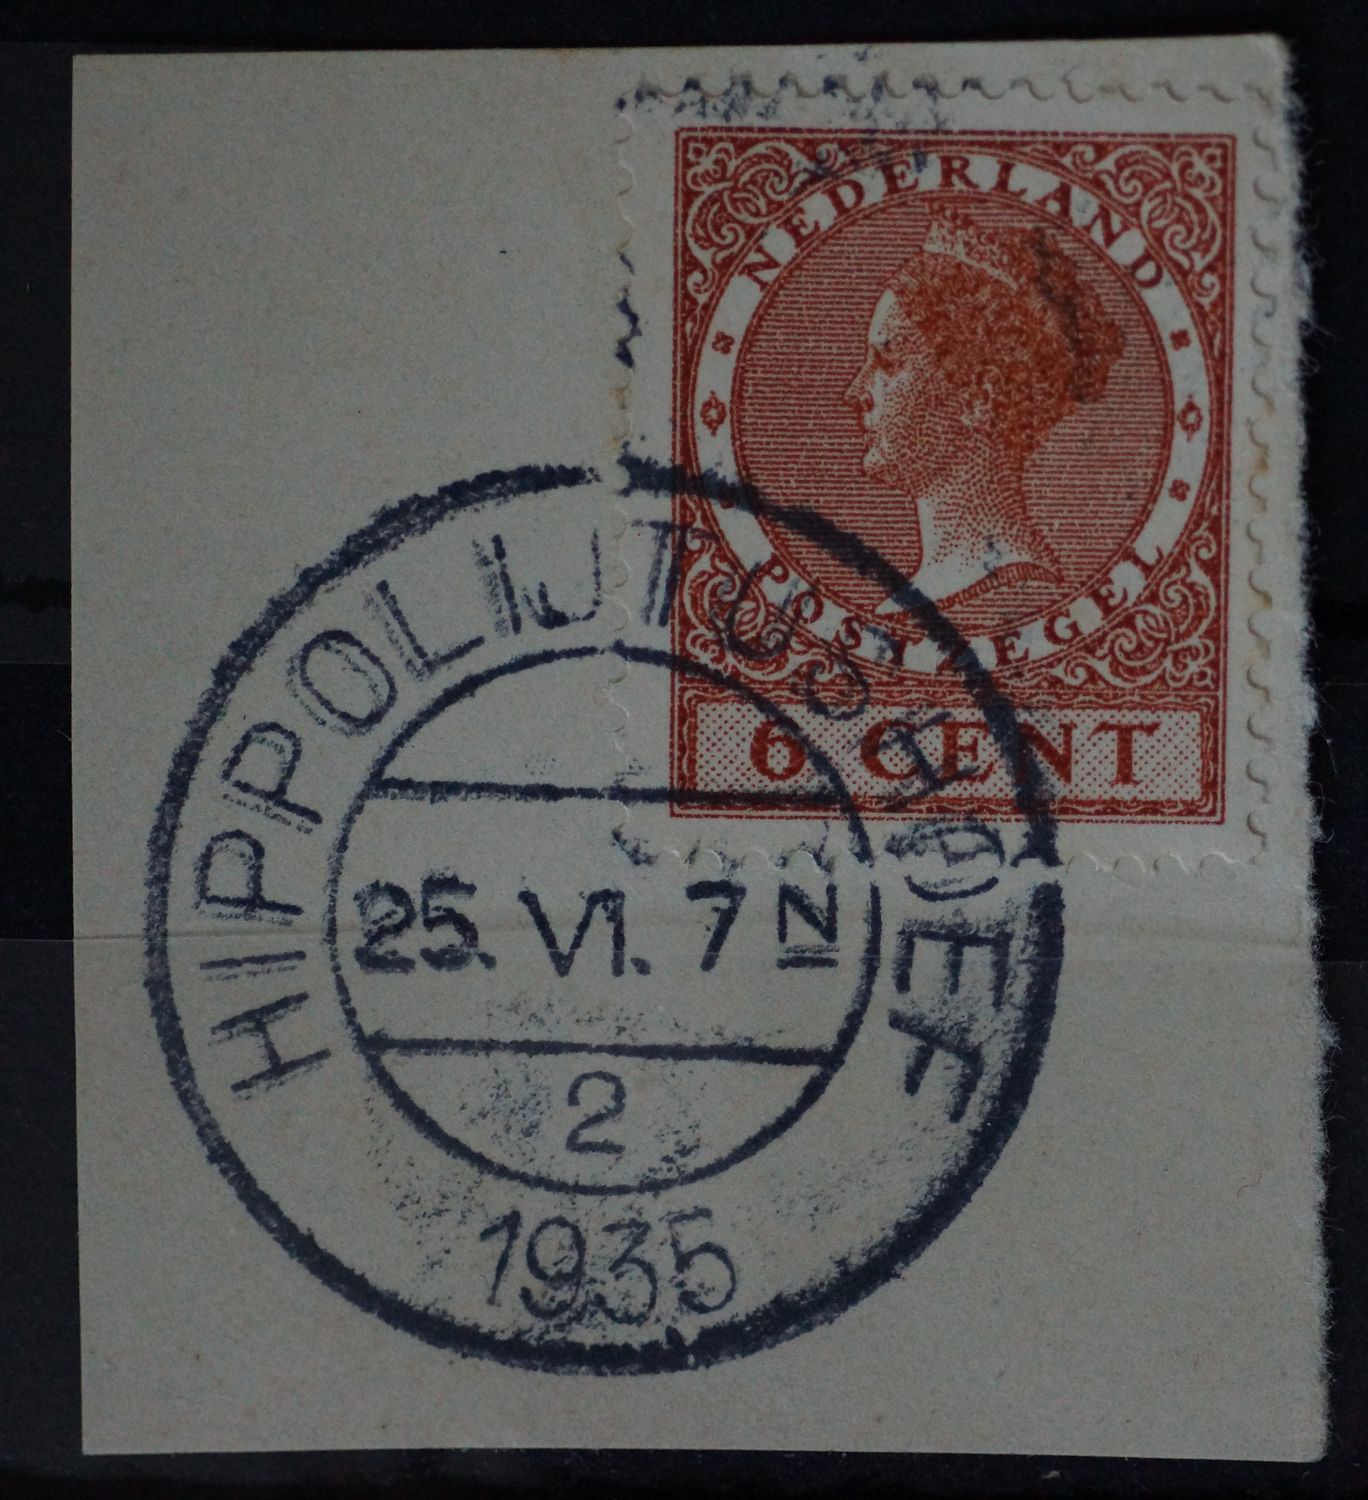 NEDERLAND
POSTZEGEL
6 CENT
HIPPOLIJTUSHOEF
25. VI. 7 N
2
1935